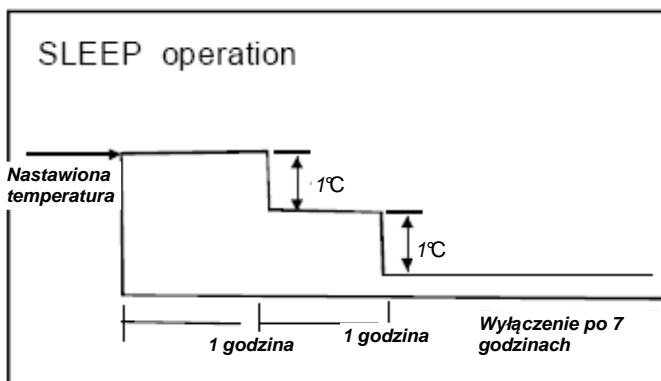 SLEEP operation
Nastawiona
temperatura
1°C
1°C
1 godzina
1 godzina
Wyłączenie po 7
godzinach